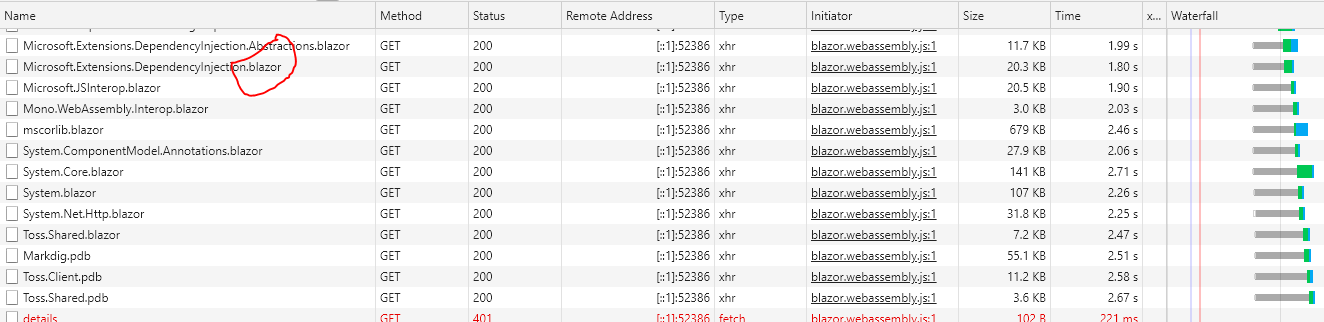 Name Method Status Remote Address Type Initiator Size Time x... Waterfall
Microsoft.Extensions.DependencyInjection.Abstractions.blazor GET 200 [::1]:52386 xhr blazor.webassembly.js:1 11.7 KB 1.99 s
Microsoft.Extensions.DependencyInjection.blazor GET 200 [::1]:52386 xhr blazor.webassembly.js:1 20.3 KB 1.80 s
Microsoft.JSInterop.blazor GET 200 [::1]:52386 xhr blazor.webassembly.js:1 20.5 KB 1.90 s
Mono.WebAssembly.Interop.blazor GET 200 [::1]:52386 xhr blazor.webassembly.js:1 3.0 KB 2.03 s
mscorlib.blazor GET 200 [::1]:52386 xhr blazor.webassembly.js:1 679 KB 2.46 s
System.ComponentModel.Annotations.blazor GET 200 [::1]:52386 xhr blazor.webassembly.js:1 27.9 KB 2.06 s
System.Core.blazor GET 200 [::1]:52386 xhr blazor.webassembly.js:1 141 KB 2.71 s
System.blazor GET 200 [::1]:52386 xhr blazor.webassembly.js:1 107 KB 2.26 s
System.Net.Http.blazor GET 200 [::1]:52386 xhr blazor.webassembly.js:1 31.8 KB 2.25 s
Toss.Shared.blazor GET 200 [::1]:52386 xhr blazor.webassembly.js:1 7.2 KB 2.47 s
Markdig.pdb GET 200 [::1]:52386 xhr blazor.webassembly.js:1 55.1 KB 2.51 s
Toss.Client.pdb GET 200 [::1]:52386 xhr blazor.webassembly.js:1 11.2 KB 2.58 s
Toss.Shared.pdb GET 200 [::1]:52386 xhr blazor.webassembly.js:1 3.6 KB 2.67 s
details GET 401 [::1]:52386 fetch blazor.webassembly.js:1 102 B 221 ms